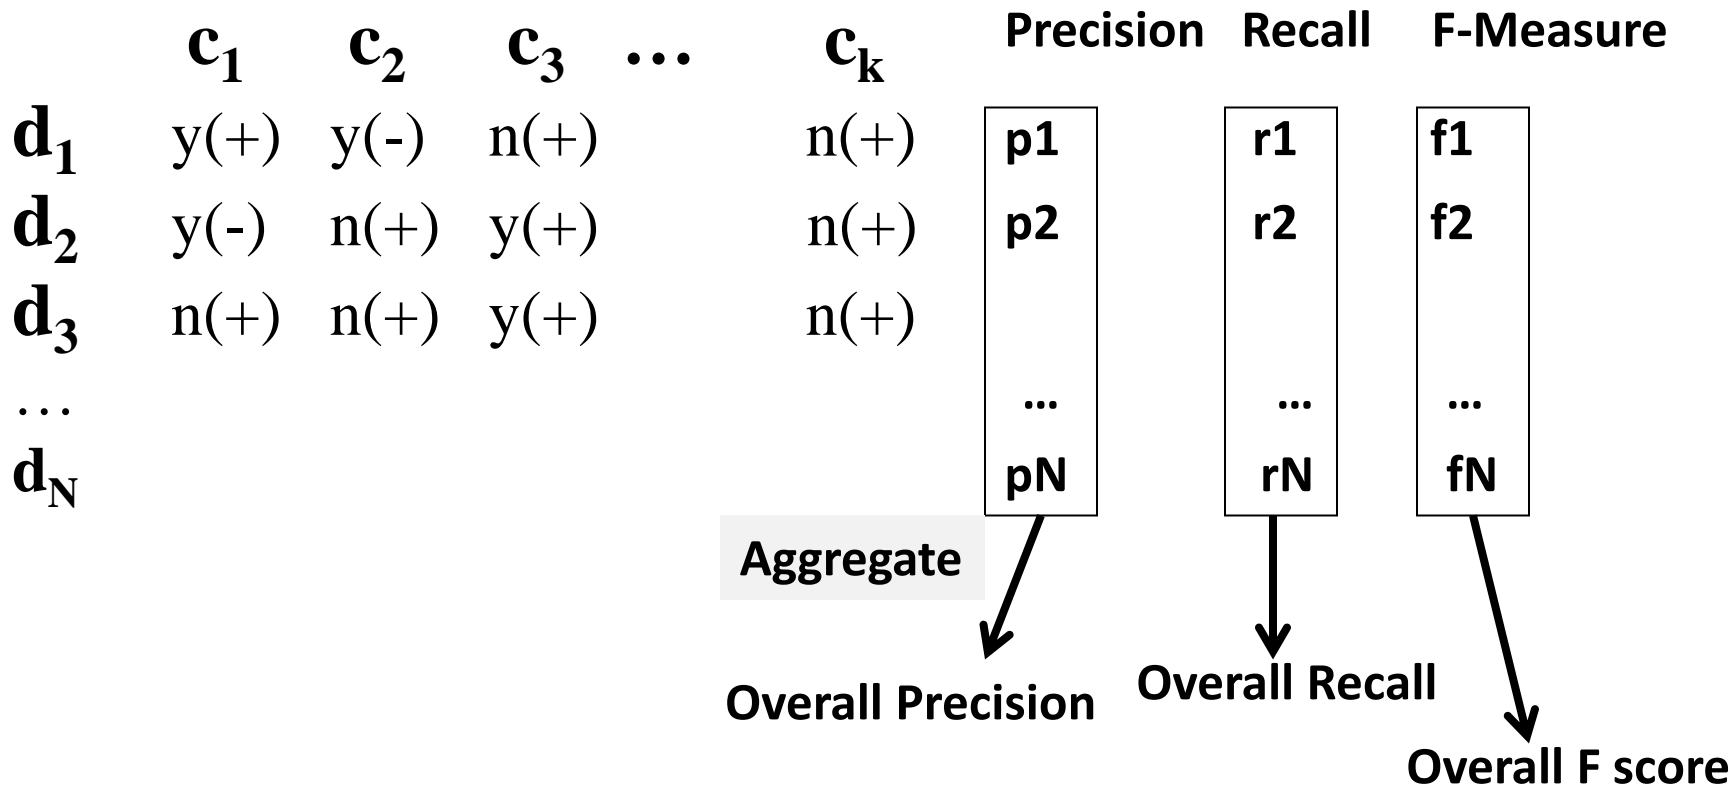 c1 c2 c3 … ck Precision Recall F-Measure
d1 y(+) y(-) n(+) n(+) p1 r1 f1
d2 y(-) n(+) y(+) n(+) p2 r2 f2
d3 n(+) n(+) y(+) n(+)
… … … …
dN pN rN fN
Aggregate
Overall Precision Overall Recall
Overall F score